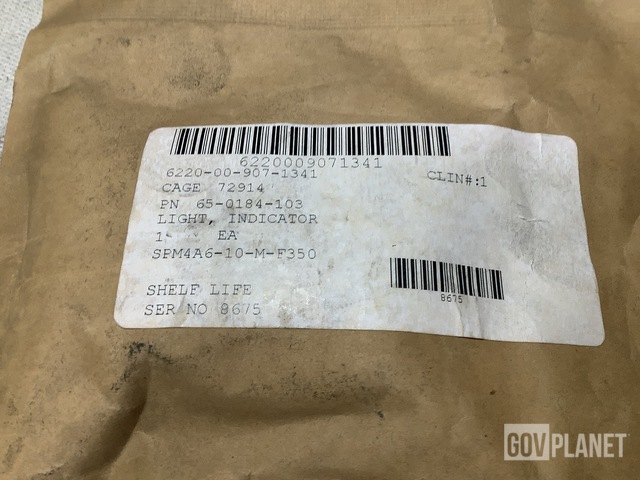 6220009071341
6220-00-907-1341
CLIN#:1
CAGE 72914
PN 65-0184-103
LIGHT, INDICATOR
1 EA
SPM4A6-10-M-F350
8675
SHELF LIFE
SER NO 8675
GOVPLANET